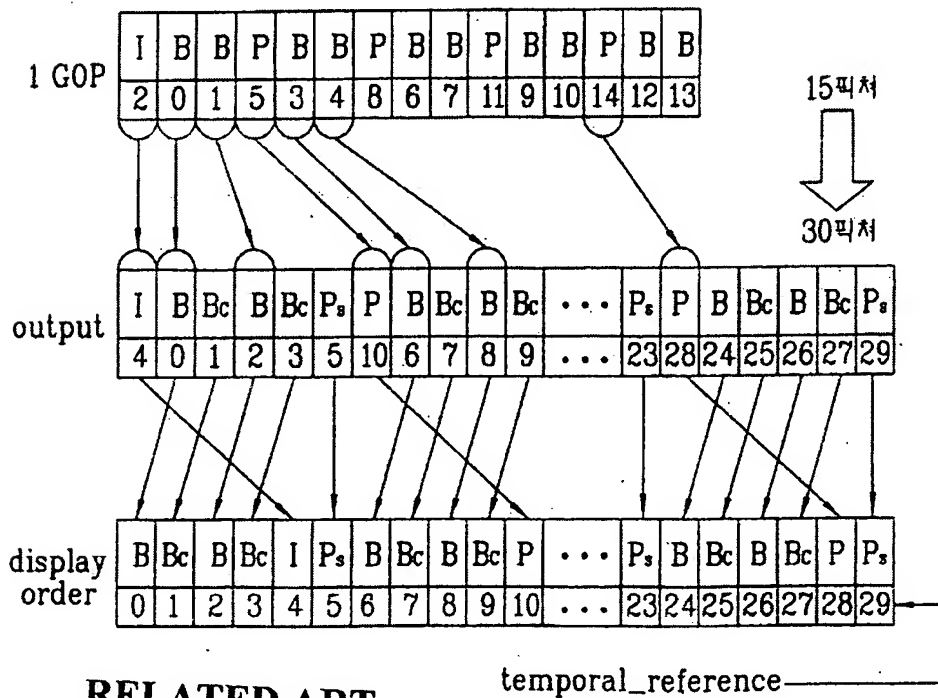 1 GOP
I B B P B B P B B P B B P B B
2 0 1 5 3 4 8 6 7 11 9 10 14 12 13
15픽쳐
30픽쳐
output
I B Bc B Bc Ps P B Bc B Bc ··· Ps P B Bc B Bc Ps
4 0 1 2 3 5 10 6 7 8 9 ··· 23 28 24 25 26 27 29
display
order
B Bc B Bc I Ps B Bc B Bc P ··· Ps B Bc B Bc P Ps
0 1 2 3 4 5 6 7 8 9 10 ··· 23 24 25 26 27 28 29
temporal_reference
RELATED ART